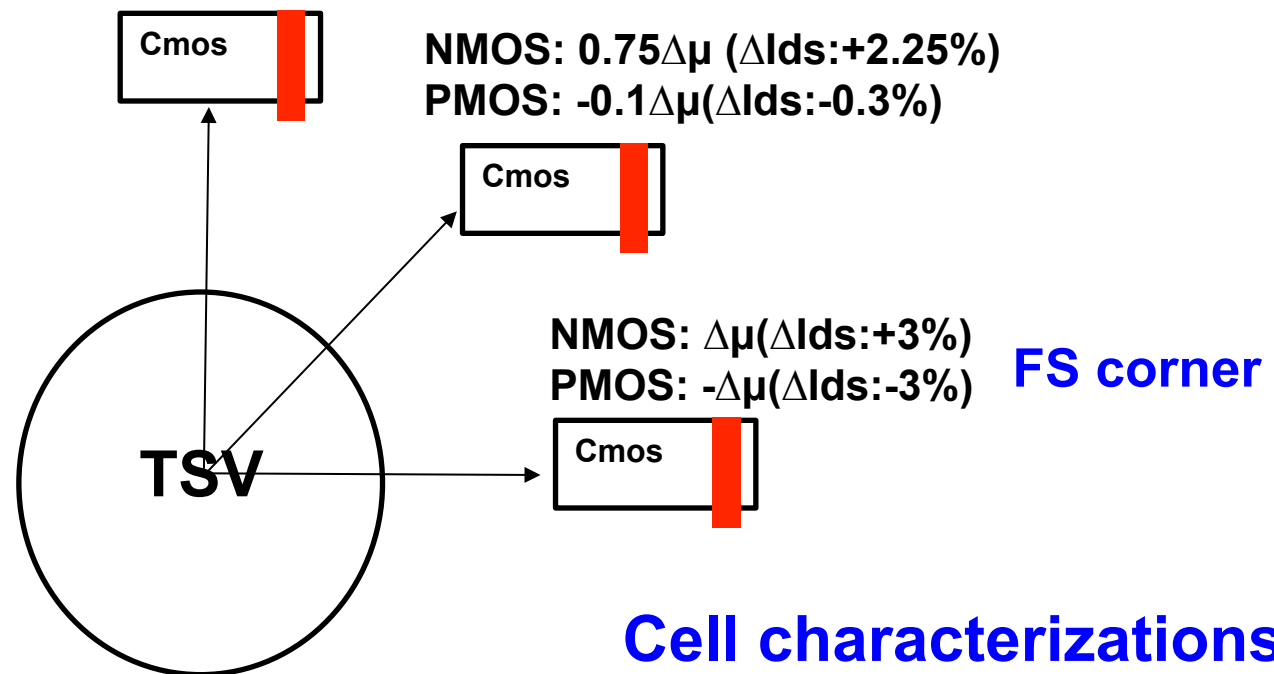 Cmos
NMOS: 0.75∆µ (∆Ids:+2.25%)
PMOS: -0.1∆µ(∆Ids:-0.3%)
Cmos
NMOS: ∆µ(∆Ids:+3%)
PMOS: -∆µ(∆Ids:-3%)
FS corner
Cmos
TSV
Cell characterizations